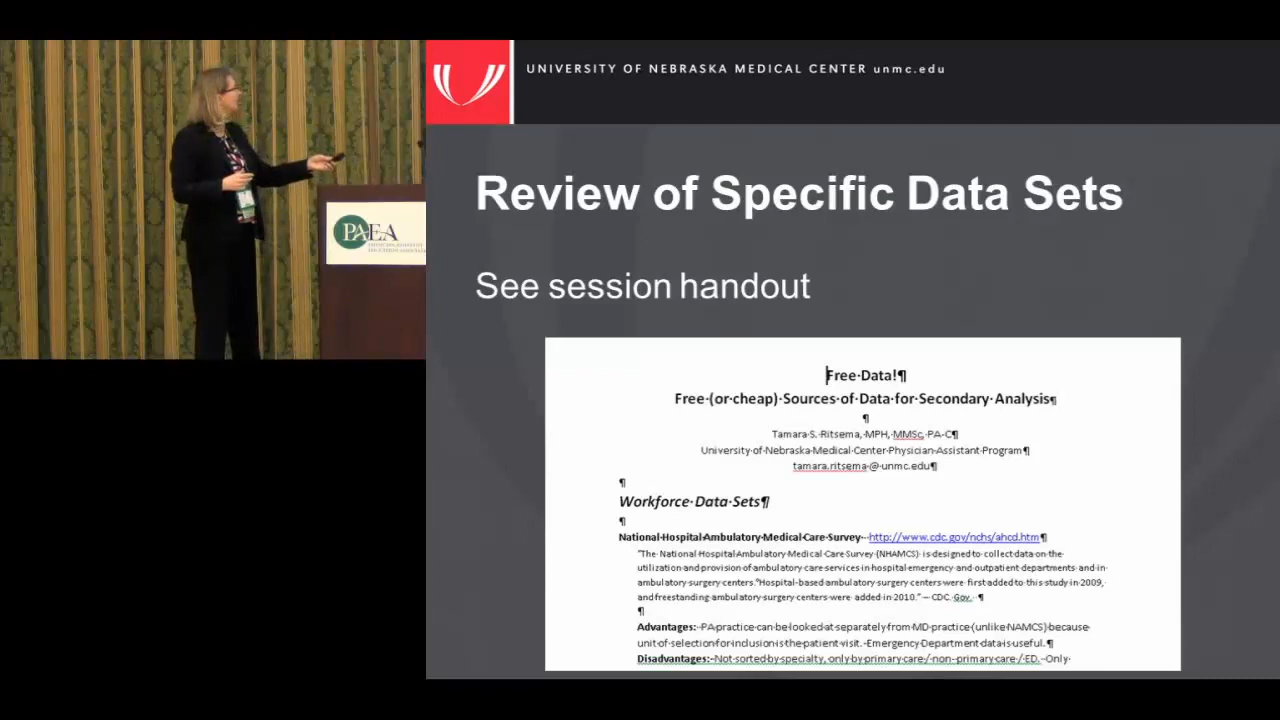 UNIVERSITY OF NEBRASKA MEDICAL CENTER unmc.edu
Review of Specific Data Sets
See session handout
PAEA
Free·Data!¶
Free·(or·cheap)·Sources·of·Data·for·Secondary·Analysis¶
¶
Tamara·S.·Ritsema,·MPH,·MMSc,·PA-C¶
University·of·Nebraska·Medical·Center·Physician·Assistant·Program¶
tamara.ritsema·@·unmc.edu¶
¶
Workforce·Data·Sets¶
¶
National·Hospital·Ambulatory·Medical·Care·Survey·-·http://www.cdc.gov/nchs/ahcd.htm¶
"The·National·Hospital·Ambulatory·Medical·Care·Survey·(NHAMCS)·is·designed·to·collect·data·on·the·
utilization·and·provision·of·ambulatory·care·services·in·hospital·emergency·and·outpatient·departments·and·in·
ambulatory·surgery·centers.°Hospital-based·ambulatory·surgery·centers·were·first·added·to·this·study·in·2009,·
and·freestanding·ambulatory·surgery·centers·were·added·in·2010."·–·CDC.·Gov.··¶
¶
Advantages:··PA·practice·can·be·looked·at·separately·from·MD·practice·(unlike·NAMCS)·because·
unit·of·selection·for·inclusion·is·the·patient·visit.··Emergency·Department·data·is·useful.¶
Disadvantages:··Not·sorted·by·specialty,·only·by·primary·care·/·non-primary·care·/·ED.··Only·